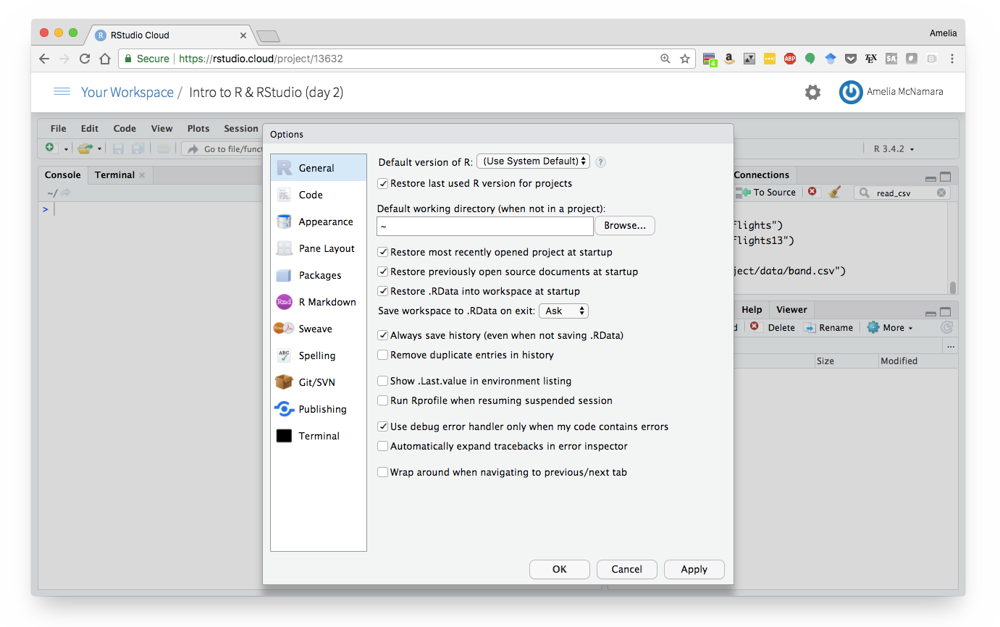 RStudio Cloud
Amelia
Secure https://rstudio.cloud/project/13632
4 ABP TEX SA B
Your Workspace / Intro to R & RStudio (day 2)
Amelia McNamara
File Edit Code View Plots Session
Go to file/funct
R 3.4.2
Console Terminal
~/
>
Connections
To Source read_csv
flights")
flights13")
ject/data/band.csv")
Help Viewer
d Delete Rename More
...
Size Modified
Options
General
Code
Appearance
Pane Layout
Packages
Rmd R Markdown
Sweave
ABC Spelling
Git/SVN
Publishing
Terminal
Default version of R: (Use System Default) ?
Restore last used R version for projects
Default working directory (when not in a project):
~ Browse...
Restore most recently opened project at startup
Restore previously open source documents at startup
Restore .RData into workspace at startup
Save workspace to .RData on exit: Ask
Always save history (even when not saving .RData)
Remove duplicate entries in history
Show .Last.value in environment listing
Run Rprofile when resuming suspended session
Use debug error handler only when my code contains errors
Automatically expand tracebacks in error inspector
Wrap around when navigating to previous/next tab
OK Cancel Apply